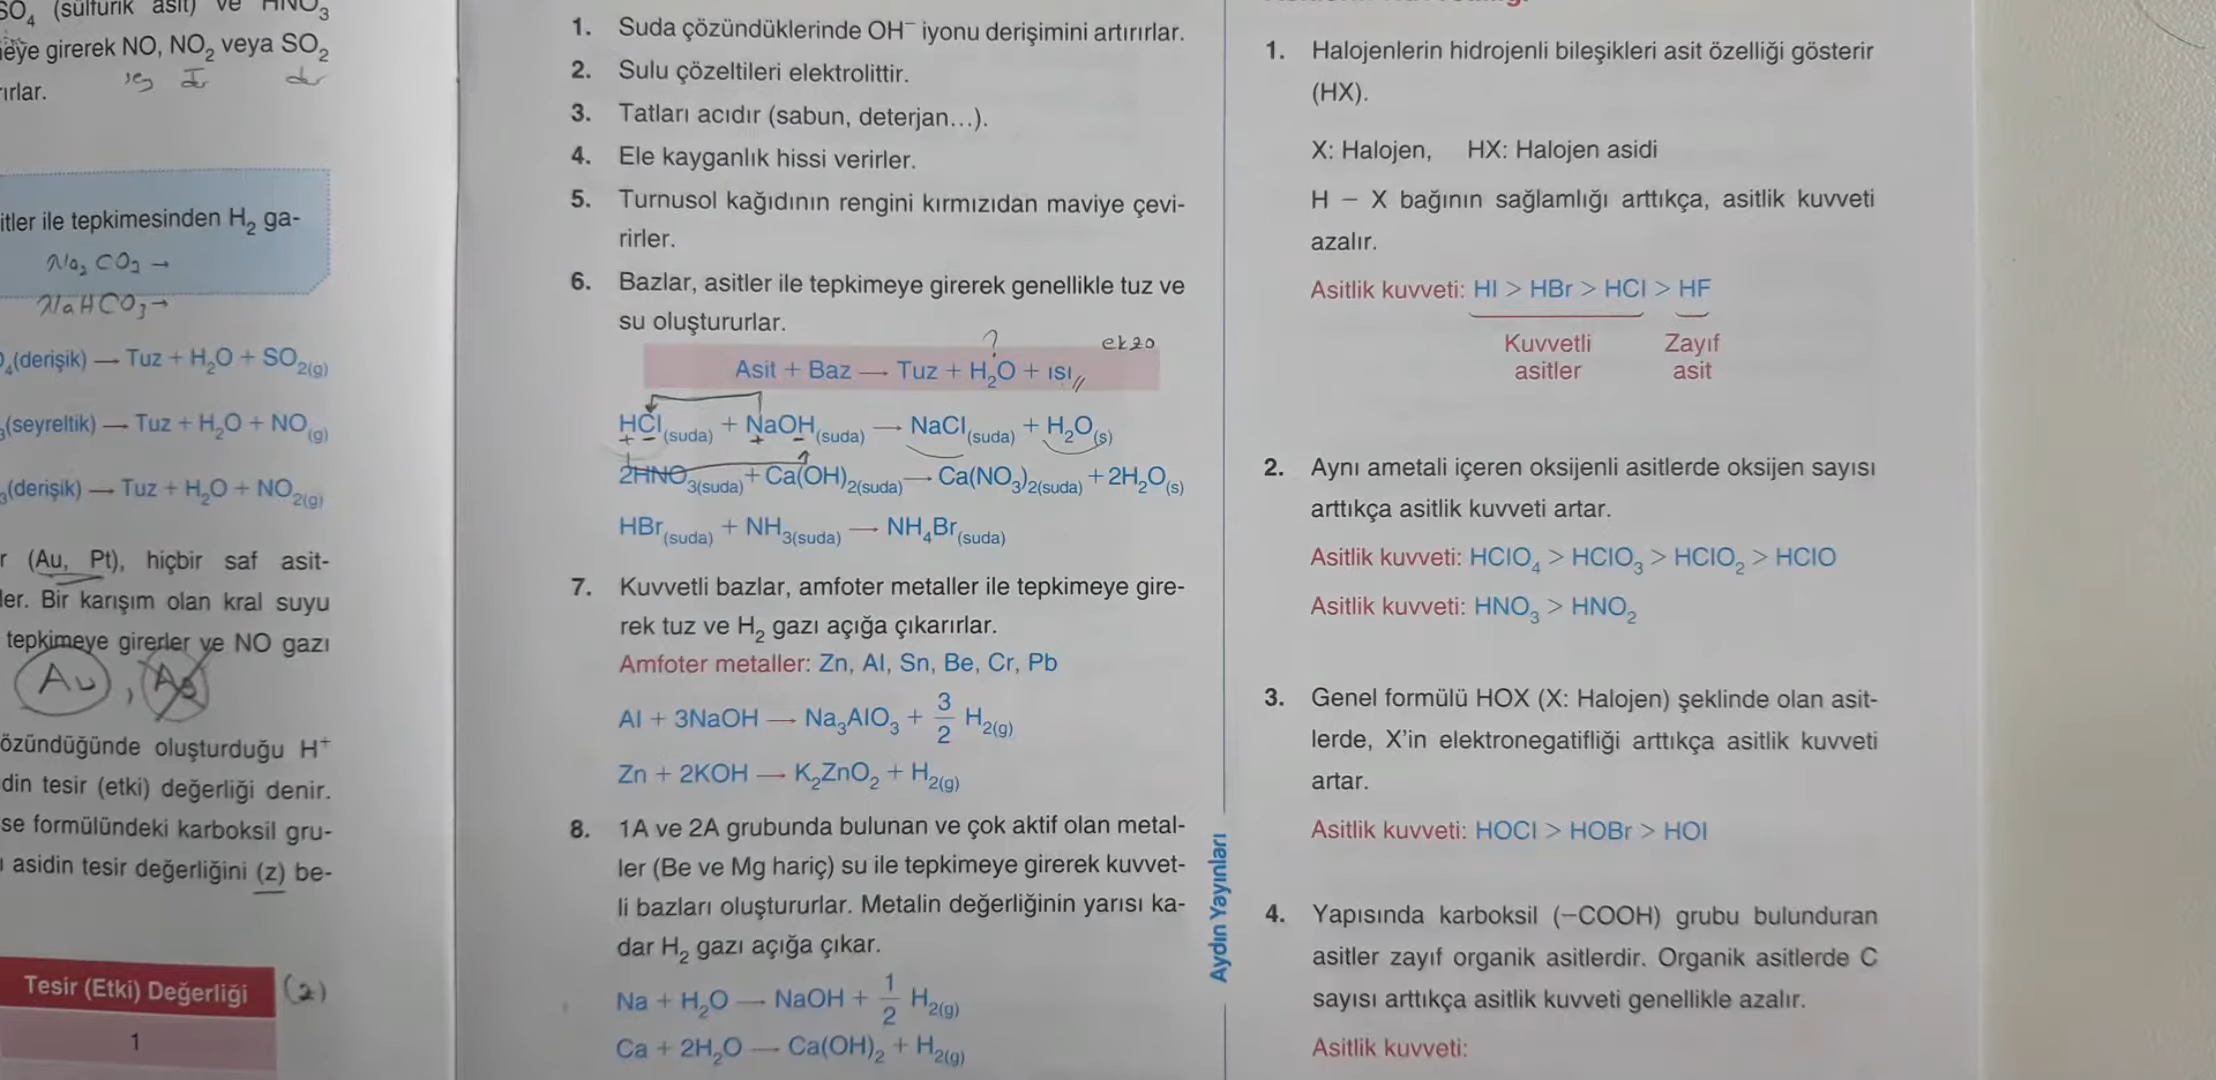 SO₄ (sülfürik asit) ve HNO₃
girerek NO, NO₂ veya SO₂
Na₂CO₃ →
itler ile tepkimesinden H₂ ga-
NaHCO₃ →
(derişik) → Tuz + H₂O + SO₂(g)
(seyreltik) → Tuz + H₂O + NO(g)
(derişik) → Tuz + H₂O + NO₂(g)
r (Au, Pt), hiçbir saf asit-
ler. Bir karışım olan kral suyu
tepkimeye girerler ve NO gazı
Au,
özündüğünde oluşturduğu H⁺
din tesir (etki) değerliği denir.
se formülündeki karboksil gru-
asidin tesir değerliğini (z) be-
Tesir (Etki) Değerliği (2)
1
1. Suda çözündüklerinde OH⁻ iyonu derişimini artırırlar.
2. Sulu çözeltileri elektrolittir.
3. Tatları acıdır (sabun, deterjan...).
4. Ele kayganlık hissi verirler.
5. Turnusol kağıdının rengini kırmızıdan maviye çevi-
rirler.
6. Bazlar, asitler ile tepkimeye girerek genellikle tuz ve
su oluştururlar.
? ekzo
Asit + Baz → Tuz + H₂O + ısı
HCl(suda) + NaOH(suda) → NaCl(suda) + H₂O(s)
+ - + -
2HNO₃(suda) + Ca(OH)₂(suda) → Ca(NO₃)₂(suda) + 2H₂O(s)
HBr(suda) + NH₃(suda) → NH₄Br(suda)
7. Kuvvetli bazlar, amfoter metaller ile tepkimeye gire-
rek tuz ve H₂ gazı açığa çıkarırlar.
Amfoter metaller: Zn, Al, Sn, Be, Cr, Pb
Al + 3NaOH → Na₃AlO₃ + 3/2 H₂(g)
Zn + 2KOH → K₂ZnO₂ + H₂(g)
8. 1A ve 2A grubunda bulunan ve çok aktif olan metal-
ler (Be ve Mg hariç) su ile tepkimeye girerek kuvvet-
li bazları oluştururlar. Metalin değerliğinin yarısı ka-
dar H₂ gazı açığa çıkar.
Na + H₂O → NaOH + 1/2 H₂(g)
Ca + 2H₂O → Ca(OH)₂ + H₂(g)
Aydın Yayınları
1. Halojenlerin hidrojenli bileşikleri asit özelliği gösterir
(HX).
X: Halojen, HX: Halojen asidi
H – X bağının sağlamlığı arttıkça, asitlik kuvveti
azalır.
Asitlik kuvveti: HI > HBr > HCl > HF
Kuvvetli Zayıf
asitler asit
2. Aynı ametali içeren oksijenli asitlerde oksijen sayısı
arttıkça asitlik kuvveti artar.
Asitlik kuvveti: HClO₄ > HClO₃ > HClO₂ > HClO
Asitlik kuvveti: HNO₃ > HNO₂
3. Genel formülü HOX (X: Halojen) şeklinde olan asit-
lerde, X'in elektronegatifliği arttıkça asitlik kuvveti
artar.
Asitlik kuvveti: HOCl > HOBr > HOI
4. Yapısında karboksil (–COOH) grubu bulunduran
asitler zayıf organik asitlerdir. Organik asitlerde C
sayısı arttıkça asitlik kuvveti genellikle azalır.
Asitlik kuvveti: